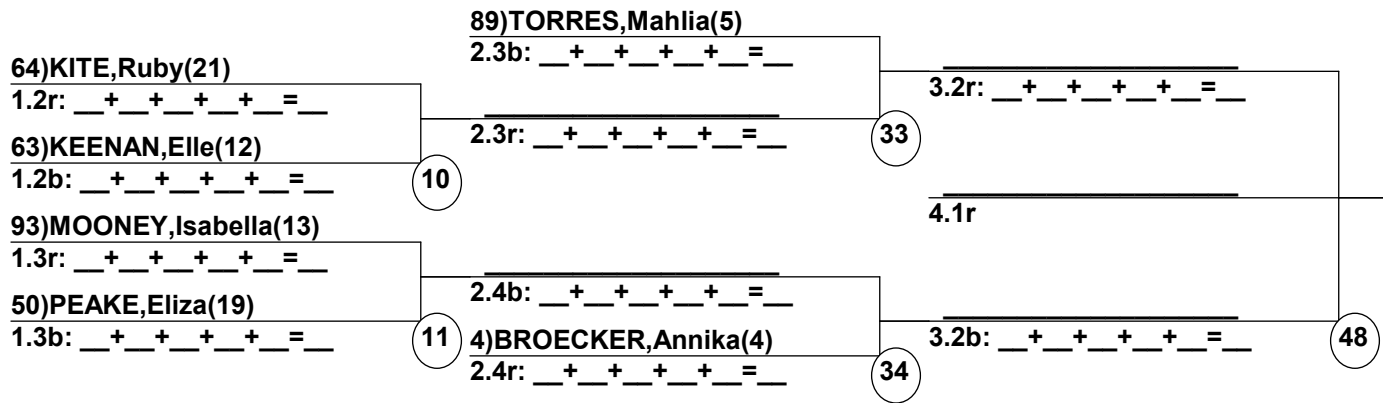 64)KITE,Ruby(21)
1.2r: __+__+__+__+__=__
63)KEENAN,Elle(12)
1.2b: __+__+__+__+__=__
10
93)MOONEY,Isabella(13)
1.3r: __+__+__+__+__=__
50)PEAKE,Eliza(19)
1.3b: __+__+__+__+__=__
11
89)TORRES,Mahlia(5)
2.3b: __+__+__+__+__=__
____________________
2.3r: __+__+__+__+__=__
33
____________________
2.4b: __+__+__+__+__=__
4)BROECKER,Annika(4)
2.4r: __+__+__+__+__=__
34
____________________
3.2r: __+__+__+__+__=__
____________________
4.1r
____________________
3.2b: __+__+__+__+__=__
48